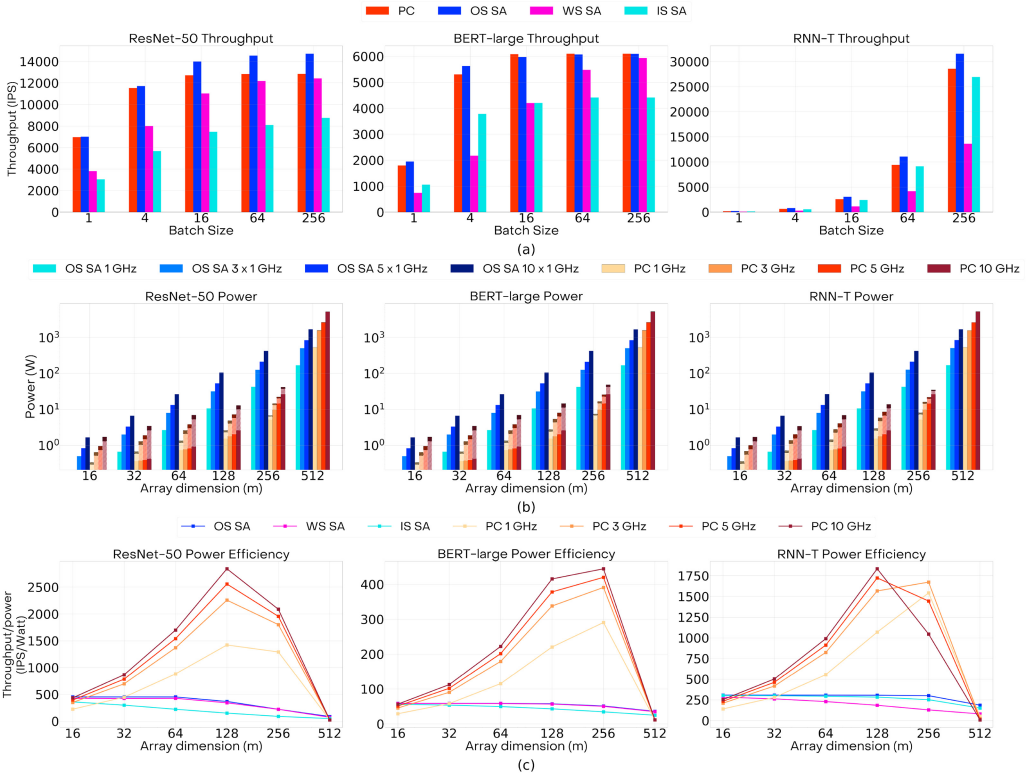 PC OS SA WS SA IS SA
ResNet-50 Throughput BERT-large Throughput RNN-T Throughput
Throughput (IPS)
14000
12000
10000
8000
6000
4000
2000
0
1 4 16 64 256
Batch Size
6000
5000
4000
3000
2000
1000
0
1 4 16 64 256
Batch Size
30000
25000
20000
15000
10000
5000
0
1 4 16 64 256
Batch Size
(a)
OS SA 1 GHz OS SA 3 x 1 GHz OS SA 5 x 1 GHz OS SA 10 x 1 GHz PC 1 GHz PC 3 GHz PC 5 GHz PC 10 GHz
ResNet-50 Power BERT-large Power RNN-T Power
Power (W)
10³
10²
10¹
10⁰
16 32 64 128 256 512
Array dimension (m)
10³
10²
10¹
10⁰
16 32 64 128 256 512
Array dimension (m)
10³
10²
10¹
10⁰
16 32 64 128 256 512
Array dimension (m)
(b)
OS SA WS SA IS SA PC 1 GHz PC 3 GHz PC 5 GHz PC 10 GHz
ResNet-50 Power Efficiency BERT-large Power Efficiency RNN-T Power Efficiency
Throughput/power
(IPS/Watt)
2500
2000
1500
1000
500
0
16 32 64 128 256 512
Array dimension (m)
400
300
200
100
0
16 32 64 128 256 512
Array dimension (m)
1750
1500
1250
1000
750
500
250
0
16 32 64 128 256 512
Array dimension (m)
(c)